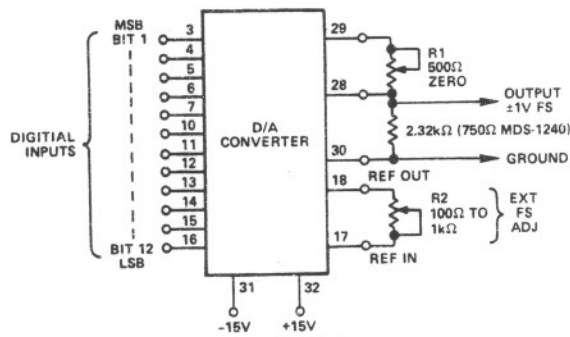 MSB
BIT 1
3
4
5
6
7
10
11
12
13
14
15
16
BIT 12
LSB
DIGITIAL
INPUTS
D/A
CONVERTER
29
28
30
18
17
31
32
-15V
+15V
R1
500Ω
ZERO
OUTPUT
±1V FS
2.32kΩ (750Ω MDS-1240)
GROUND
REF OUT
R2
100Ω TO
1kΩ
EXT
FS
ADJ
REF IN